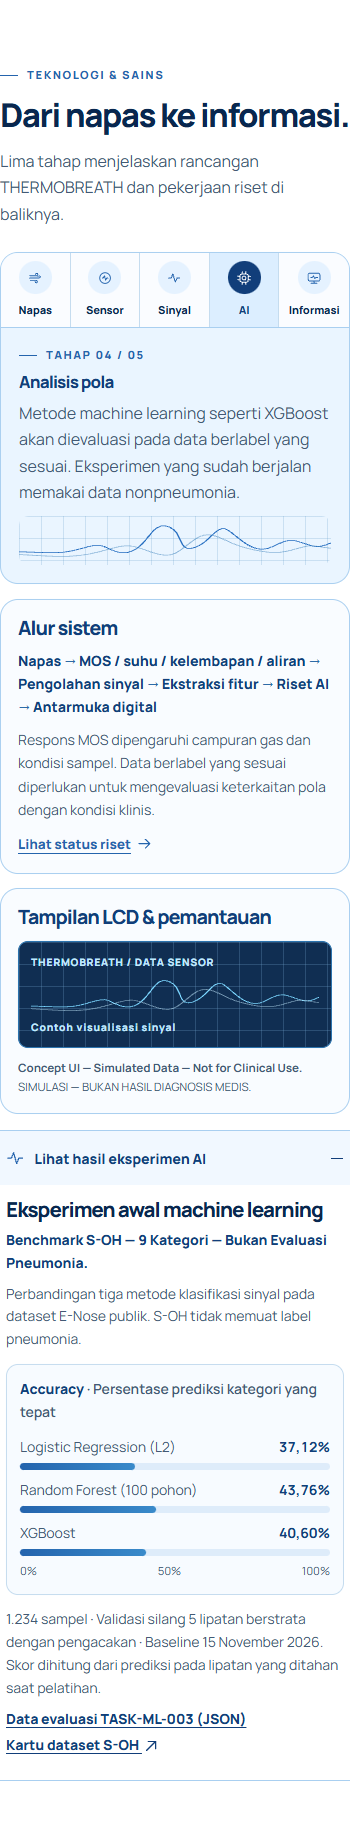 TEKNOLOGI & SAINS
Dari napas ke informasi.
Lima tahap menjelaskan rancangan
THERMOBREATH dan pekerjaan riset di
baliknya.
Napas
Sensor
Sinyal
AI
Informasi
TAHAP 04 / 05
Analisis pola
Metode machine learning seperti XGBoost
akan dievaluasi pada data berlabel yang
sesuai. Eksperimen yang sudah berjalan
memakai data nonpneumonia.
Alur sistem
Napas → MOS / suhu / kelembapan / aliran →
Pengolahan sinyal → Ekstraksi fitur → Riset AI
→ Antarmuka digital
Respons MOS dipengaruhi campuran gas dan
kondisi sampel. Data berlabel yang sesuai
diperlukan untuk mengevaluasi keterkaitan pola
dengan kondisi klinis.
Lihat status riset →
Tampilan LCD & pemantauan
THERMOBREATH / DATA SENSOR
Contoh visualisasi sinyal
Concept UI — Simulated Data — Not for Clinical Use.
SIMULASI — BUKAN HASIL DIAGNOSIS MEDIS.
Lihat hasil eksperimen AI
Eksperimen awal machine learning
Benchmark S-OH — 9 Kategori — Bukan Evaluasi
Pneumonia.
Perbandingan tiga metode klasifikasi sinyal pada
dataset E-Nose publik. S-OH tidak memuat label
pneumonia.
Accuracy · Persentase prediksi kategori yang
tepat
Logistic Regression (L2) 37,12%
Random Forest (100 pohon) 43,76%
XGBoost 40,60%
0% 50% 100%
1.234 sampel · Validasi silang 5 lipatan berstrata
dengan pengacakan · Baseline 15 November 2026.
Skor dihitung dari prediksi pada lipatan yang ditahan
saat pelatihan.
Data evaluasi TASK-ML-003 (JSON)
Kartu dataset S-OH ↗